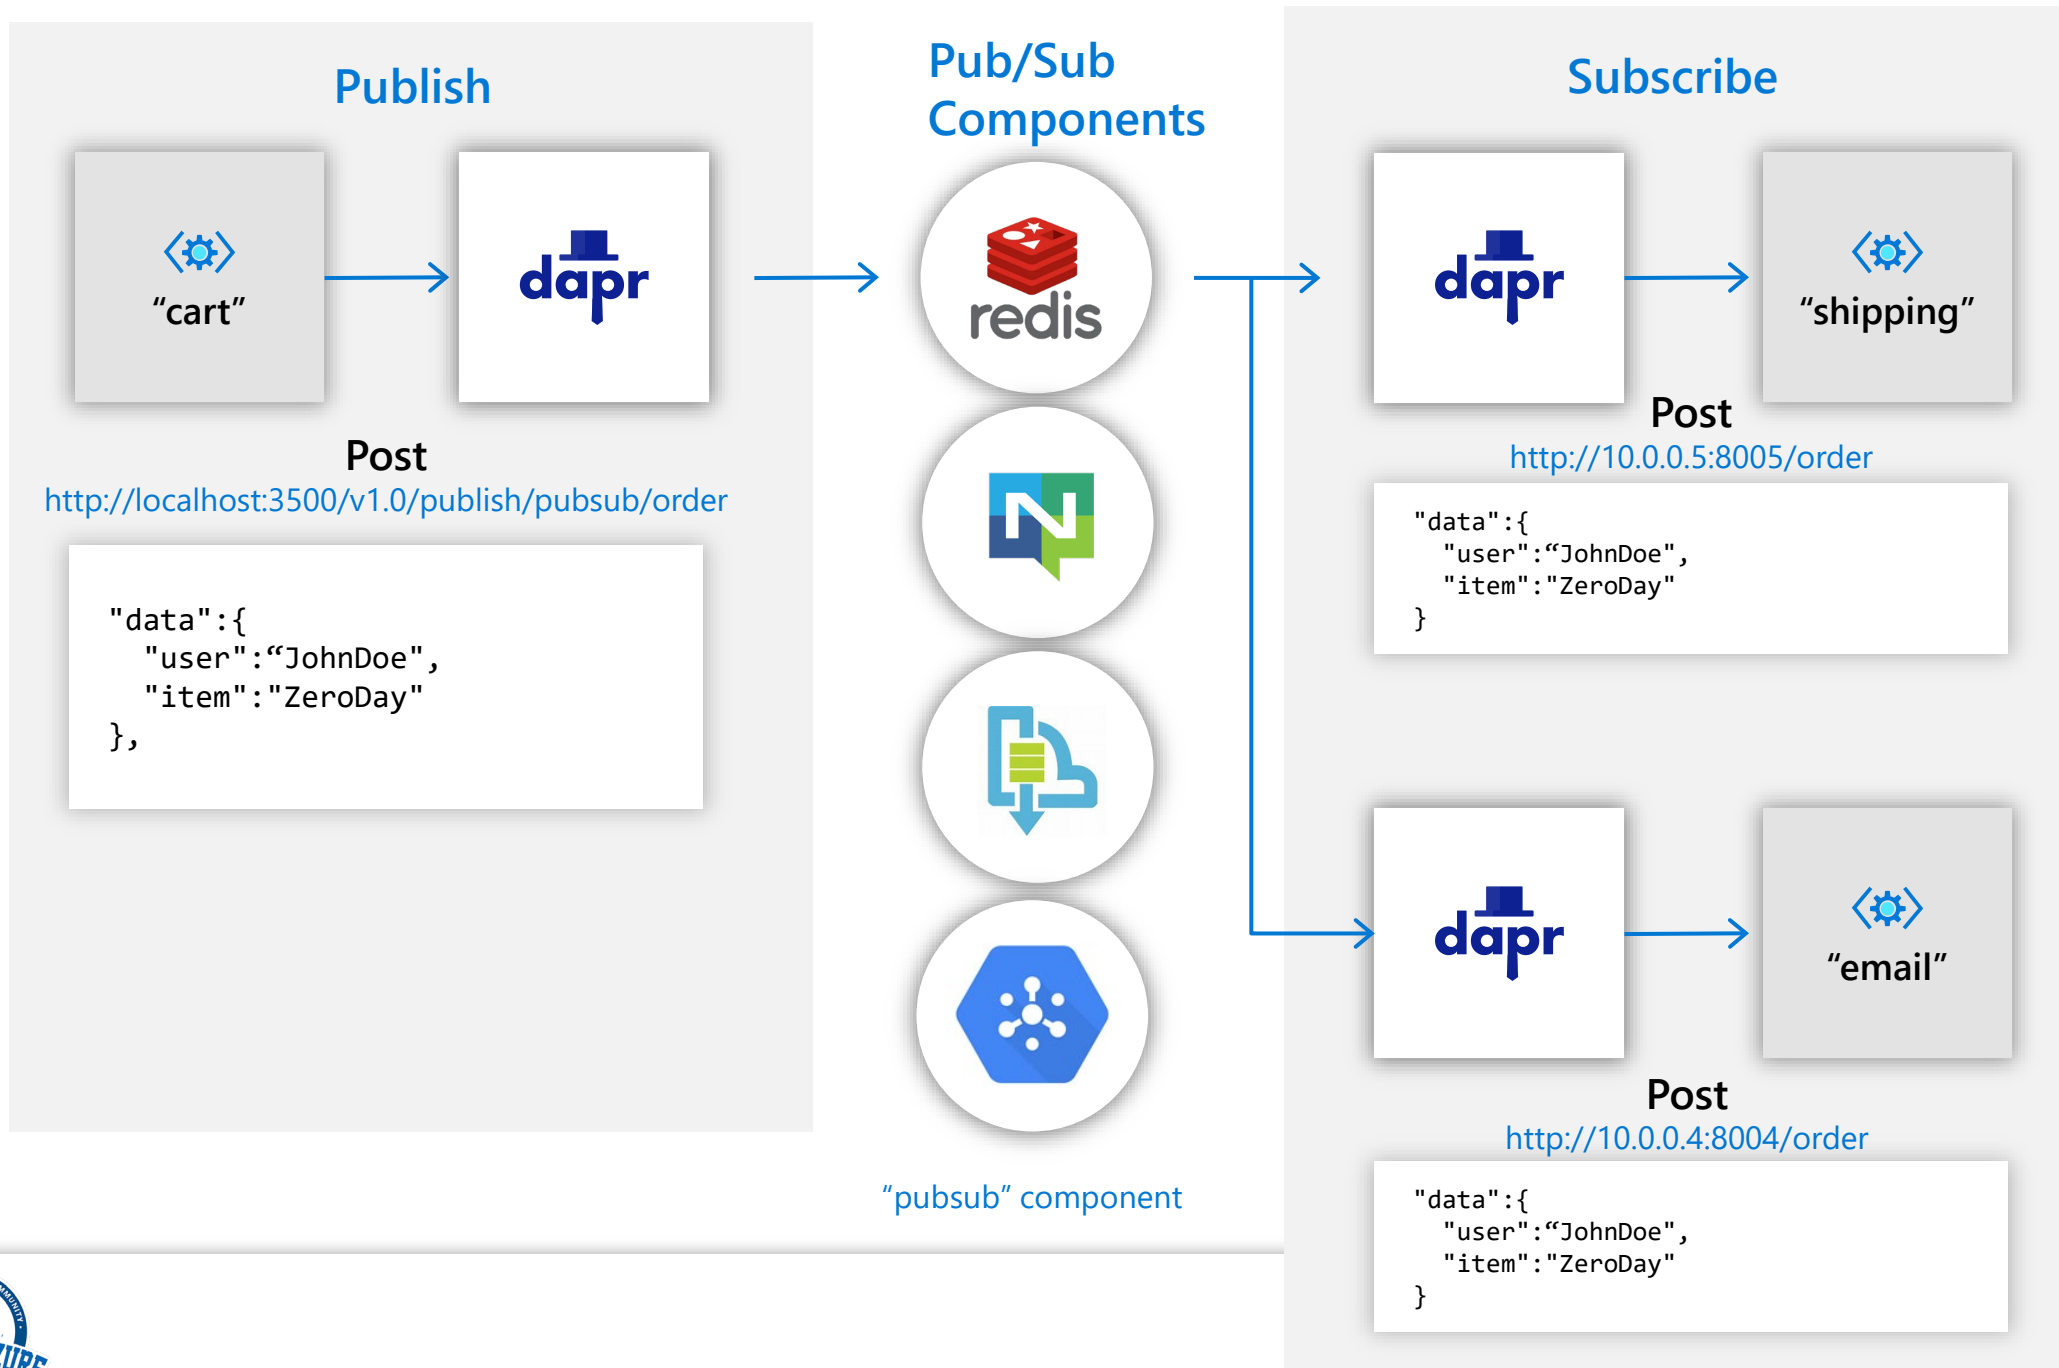 Publish
“cart”
dapr
Post
http://localhost:3500/v1.0/publish/pubsub/order
"data":{
"user":“JohnDoe",
"item":"ZeroDay"
},
Pub/Sub
Components
redis
N
“pubsub” component
Subscribe
dapr
“shipping”
Post
http://10.0.0.5:8005/order
"data":{
"user":“JohnDoe",
"item":"ZeroDay"
}
dapr
“email”
Post
http://10.0.0.4:8004/order
"data":{
"user":“JohnDoe",
"item":"ZeroDay"
}